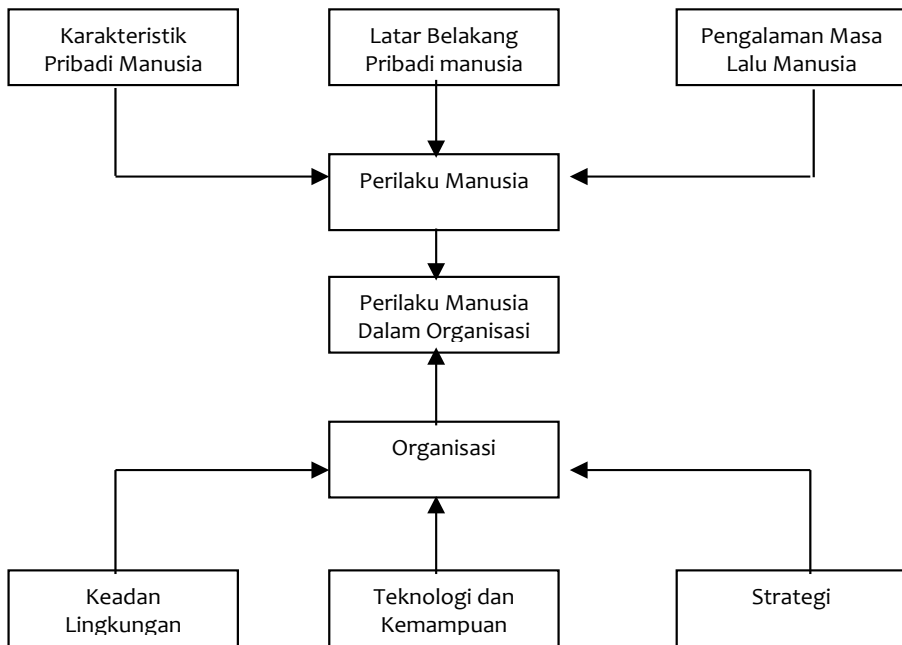 Karakteristik
Pribadi Manusia
Latar Belakang
Pribadi manusia
Pengalaman Masa
Lalu Manusia
Perilaku Manusia
Perilaku Manusia
Dalam Organisasi
Organisasi
Keadan
Lingkungan
Teknologi dan
Kemampuan
Strategi